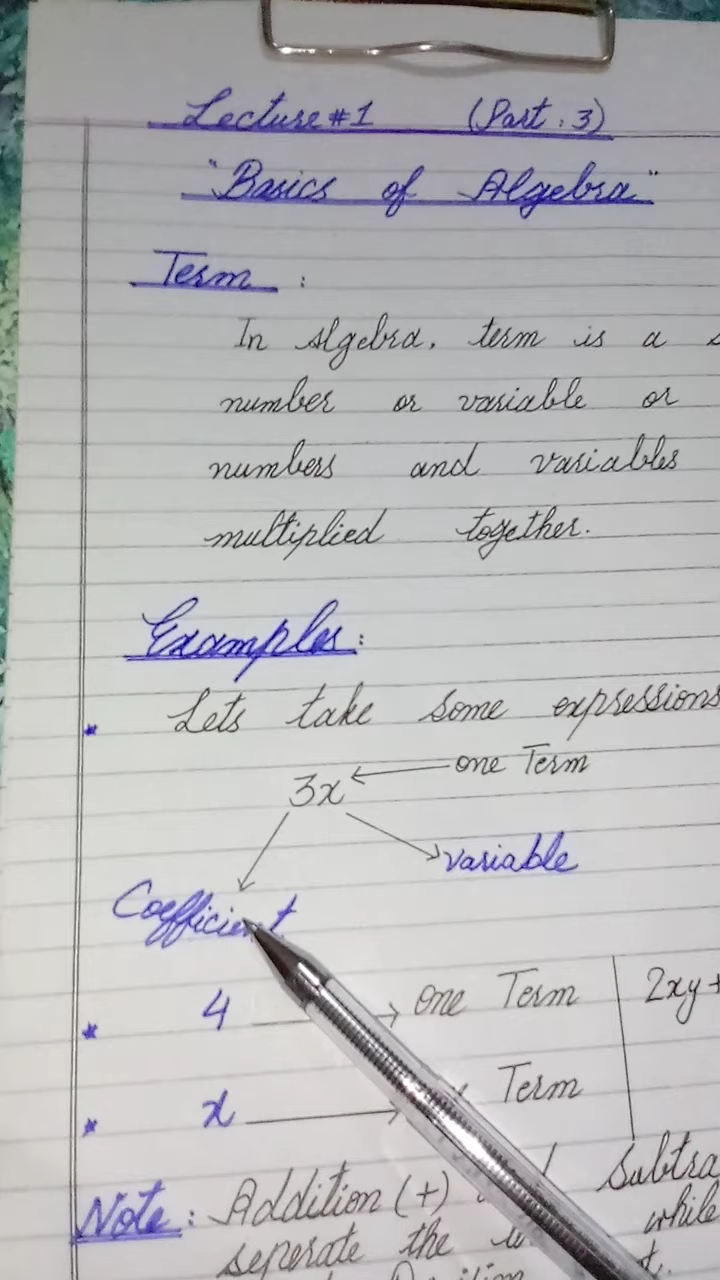 Lecture #1 (Part. 3)
"Basics of Algebra"
Term :
In Algebra, term is a
number or variable or
numbers and variables
multiplied together.
Examples:
* Lets take some expressions
3x ← one Term
variable
Coefficient
* 4 → one Term 2xy+
* x → Term
Note: Addition (+) Subtra
seperate the while